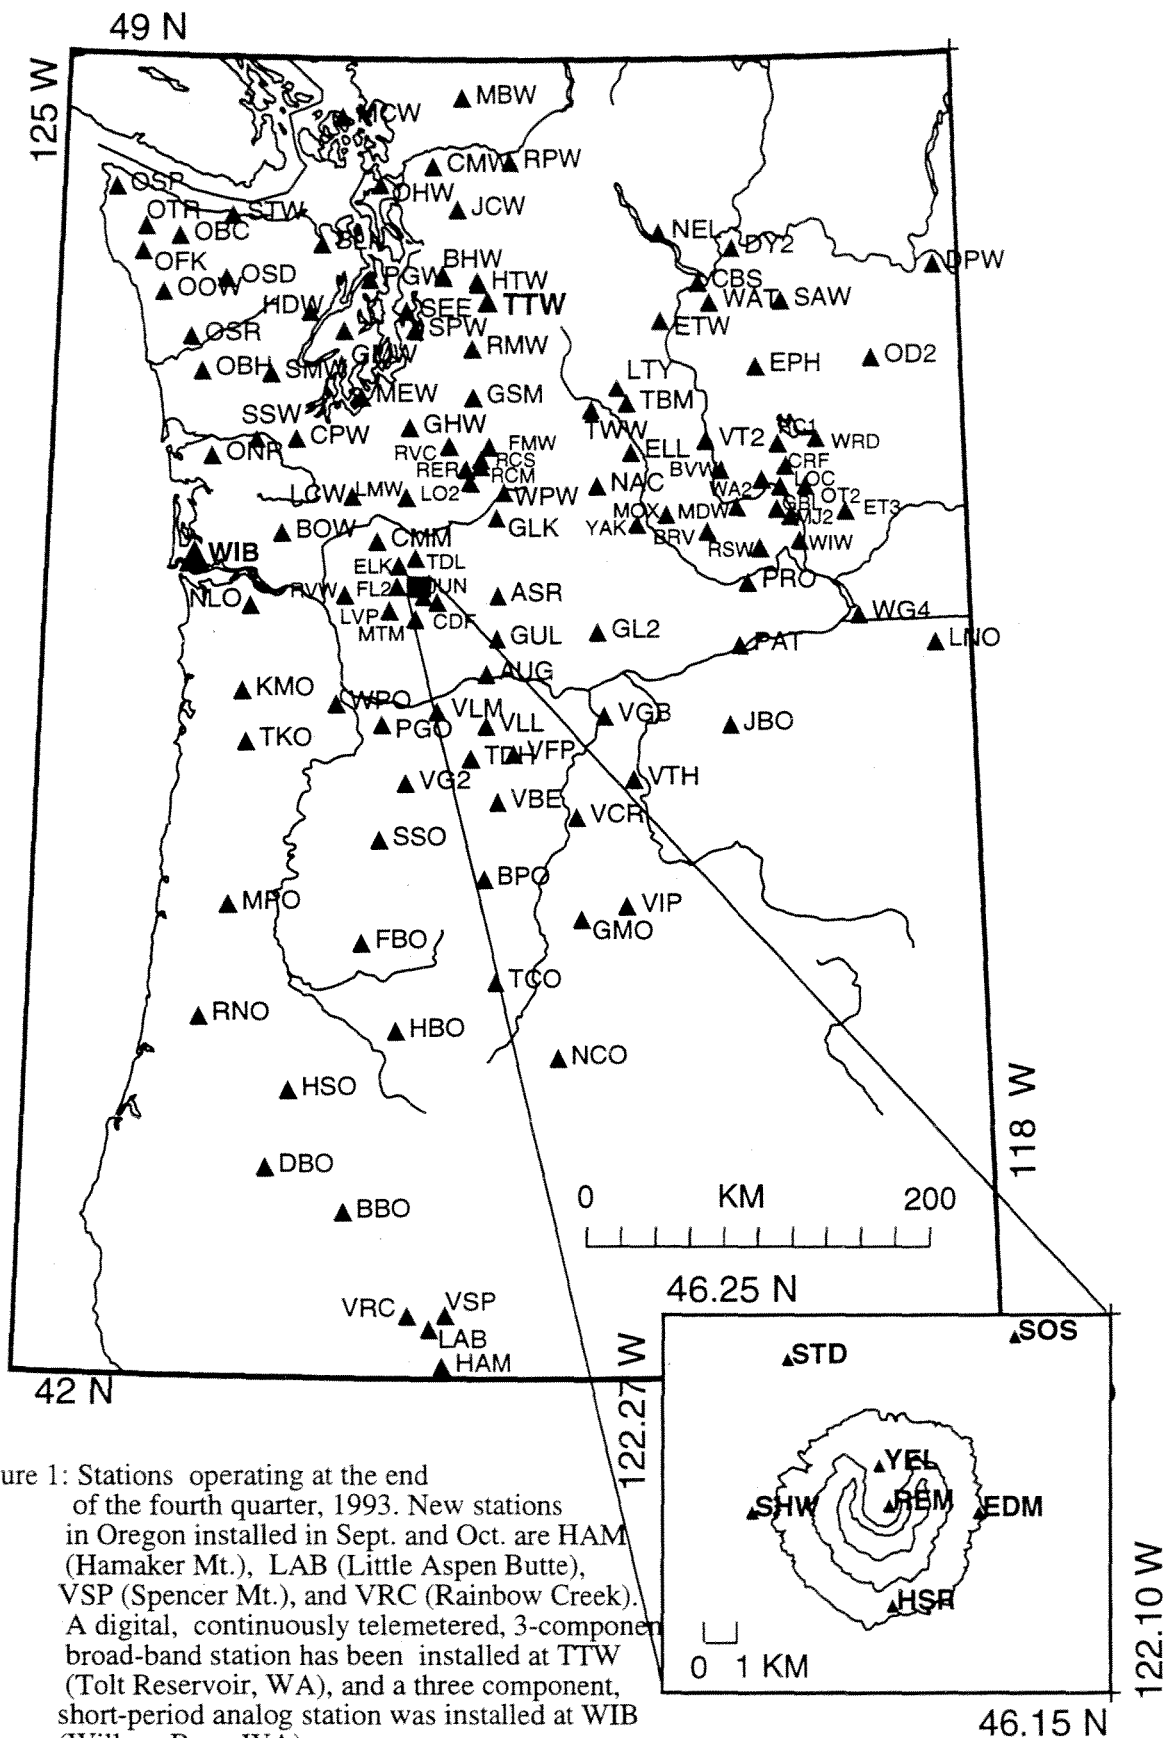 49 N
125 W
MBW
MCW
CMW
RPW
OSP
OHW
JCW
OTR
STW
OBC
NEL
DY2
OFK
BHW
DPW
OOW
OSD
PGW
HTW
CBS
HDW
SEE
TTW
WAT
SAW
OSR
SPW
ETW
GMW
RMW
OBH
SMW
LTY
EPH
OD2
MEW
GSM
TBM
SSW
CPW
GHW
TWW
VT2
RC1
WRD
ONR
RVC
FMW
ELL
RER
RCS
BVW
CRF
RCM
LOC
LCW
LMW
LO2
WPW
NAC
WA2
GBL
OT2
BOW
GLK
MOX
MDW
MJ2
ET3
CMM
YAK
BRV
RSW
WIW
WIB
ELK
TDL
NLO
RVW
FL2
JUN
ASR
PRO
LVP
CDF
WG4
MTM
GUL
GL2
PAT
LNO
AUG
KMO
WPO
VLM
VGB
TKO
PGO
VLL
JBO
TDH
VFP
VG2
VBE
VTH
VCR
SSO
BPO
MPO
VIP
FBO
GMO
TCO
RNO
HBO
NCO
HSO
118 W
DBO
BBO
0 KM 200
VRC
VSP
LAB
HAM
42 N
46.25 N
122.27 W
STD
SOS
YEL
SHW
REM
EDM
HSR
0 1 KM
122.10 W
46.15 N
ure 1: Stations operating at the end
of the fourth quarter, 1993. New stations
in Oregon installed in Sept. and Oct. are HAM
(Hamaker Mt.), LAB (Little Aspen Butte),
VSP (Spencer Mt.), and VRC (Rainbow Creek).
A digital, continuously telemetered, 3-componen
broad-band station has been installed at TTW
(Tolt Reservoir, WA), and a three component,
short-period analog station was installed at WIB